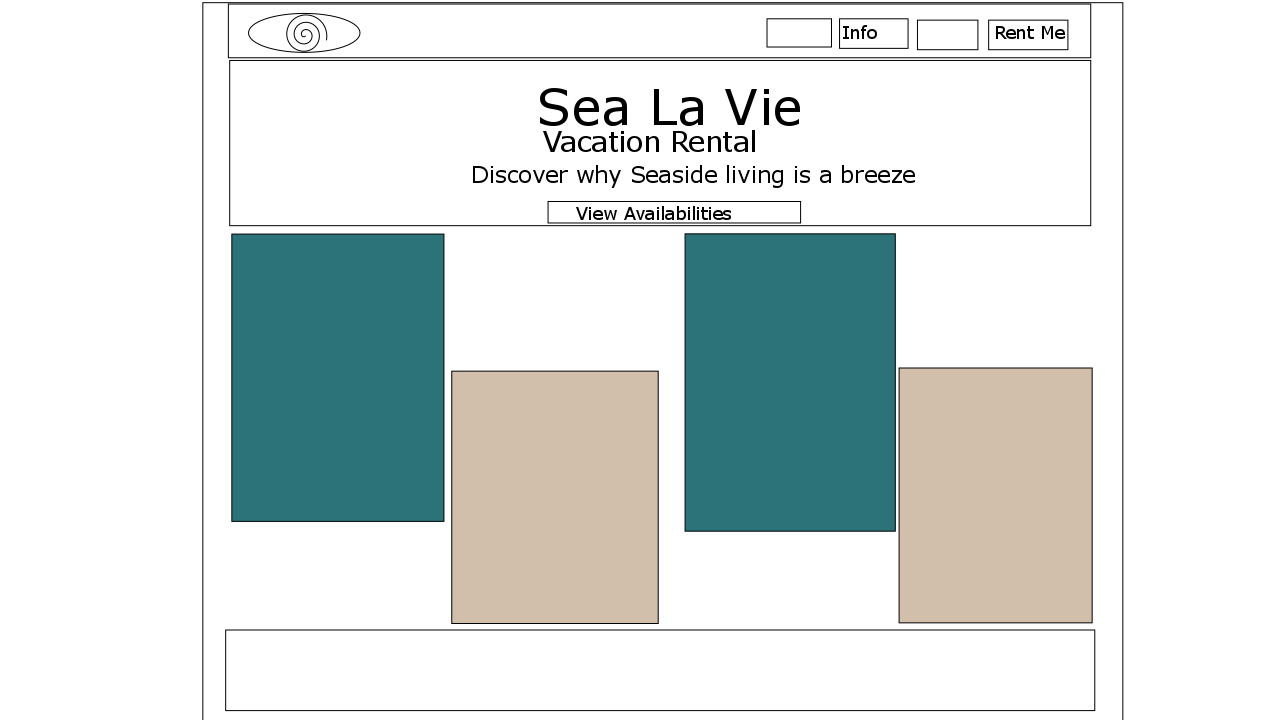 Info
Rent Me
Sea La Vie
Vacation Rental
Discover why Seaside living is a breeze
View Availabilities